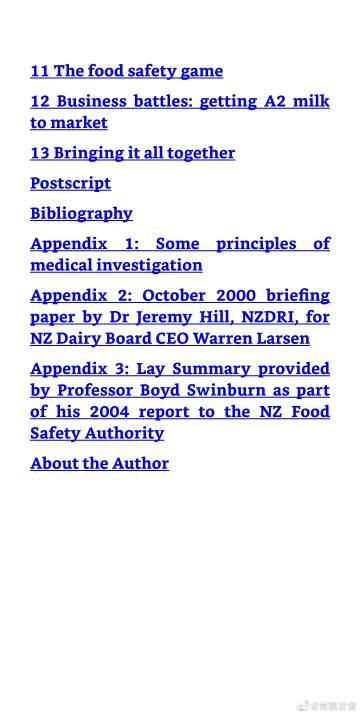 11 The food safety game
12 Business battles: getting A2 milk
to market
13 Bringing it all together
Postscript
Bibliography
Appendix 1: Some principles of
medical investigation
Appendix 2: October 2000 briefing
paper by Dr Jeremy Hill, NZDRI, for
NZ Dairy Board CEO Warren Larsen
Appendix 3: Lay Summary provided
by Professor Boyd Swinburn as part
of his 2004 report to the NZ Food
Safety Authority
About the Author